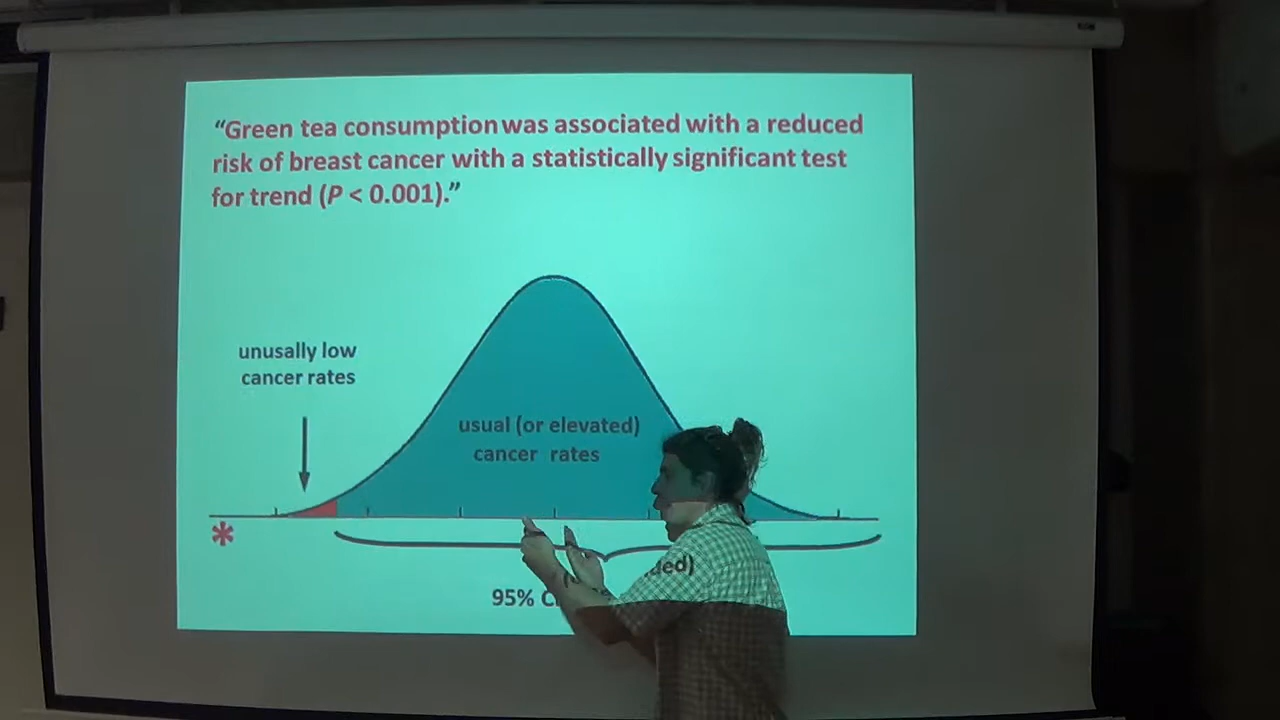 “Green tea consumption was associated with a reduced
risk of breast cancer with a statistically significant test
for trend (P < 0.001).”
unusally low
cancer rates
usual (or elevated)
cancer rates
*
95%